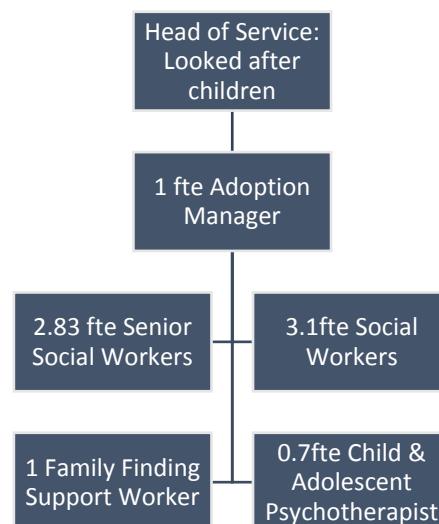 Head of Service:
Looked after
children
1 fte Adoption
Manager
2.83 fte Senior
Social Workers
3.1fte Social
Workers
1 Family Finding
Support Worker
0.7fte Child &
Adolescent
Psychotherapist